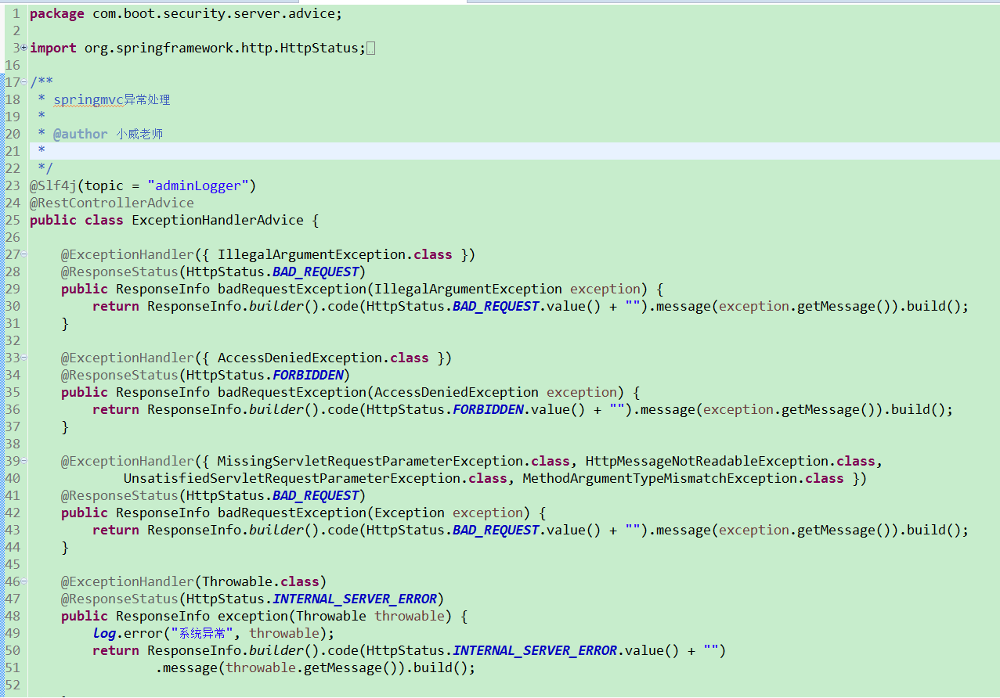 1 package com.boot.security.server.advice;
2
3 import org.springframework.http.HttpStatus;
16
17 /**
18  * springmvc异常处理
19  *
20  * @author 小威老师
21  *
22  */
23 @Slf4j(topic = "adminLogger")
24 @RestControllerAdvice
25 public class ExceptionHandlerAdvice {
26
27     @ExceptionHandler({ IllegalArgumentException.class })
28     @ResponseStatus(HttpStatus.BAD_REQUEST)
29     public ResponseInfo badRequestException(IllegalArgumentException exception) {
30         return ResponseInfo.builder().code(HttpStatus.BAD_REQUEST.value() + "").message(exception.getMessage()).build();
31     }
32
33     @ExceptionHandler({ AccessDeniedException.class })
34     @ResponseStatus(HttpStatus.FORBIDDEN)
35     public ResponseInfo badRequestException(AccessDeniedException exception) {
36         return ResponseInfo.builder().code(HttpStatus.FORBIDDEN.value() + "").message(exception.getMessage()).build();
37     }
38
39     @ExceptionHandler({ MissingServletRequestParameterException.class, HttpMessageNotReadableException.class,
40             UnsatisfiedServletRequestParameterException.class, MethodArgumentTypeMismatchException.class })
41     @ResponseStatus(HttpStatus.BAD_REQUEST)
42     public ResponseInfo badRequestException(Exception exception) {
43         return ResponseInfo.builder().code(HttpStatus.BAD_REQUEST.value() + "").message(exception.getMessage()).build();
44     }
45
46     @ExceptionHandler(Throwable.class)
47     @ResponseStatus(HttpStatus.INTERNAL_SERVER_ERROR)
48     public ResponseInfo exception(Throwable throwable) {
49         log.error("系统异常", throwable);
50         return ResponseInfo.builder().code(HttpStatus.INTERNAL_SERVER_ERROR.value() + "")
51                 .message(throwable.getMessage()).build();
52